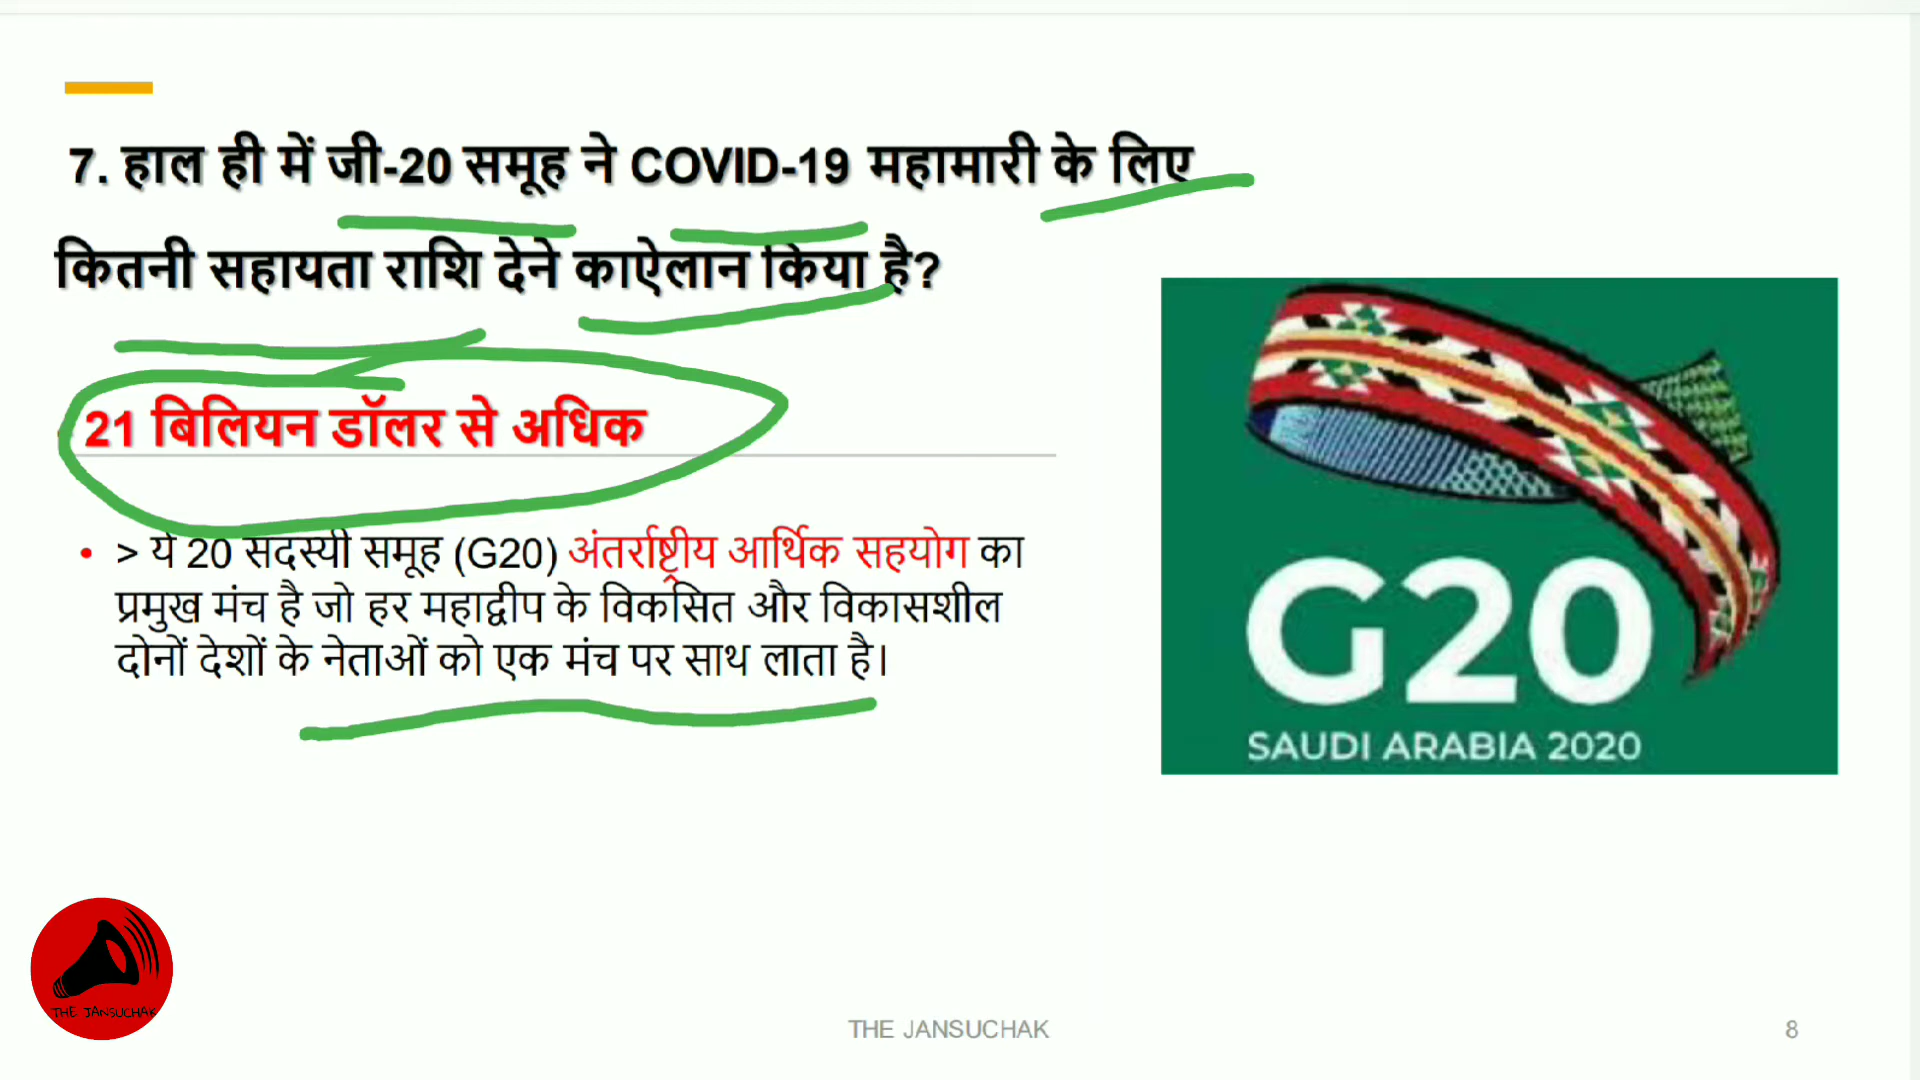 7. हाल ही में जी-20 समूह ने COVID-19 महामारी के लिए
कितनी सहायता राशि देने काऐलान किया है?
21 बिलियन डॉलर से अधिक
• > ये 20 सदस्यी समूह (G20) अंतर्राष्ट्रीय आर्थिक सहयोग का
प्रमुख मंच है जो हर महाद्वीप के विकसित और विकासशील
दोनों देशों के नेताओं को एक मंच पर साथ लाता है।
G20
SAUDI ARABIA 2020
THE JANSUCHAK
THE JANSUCHAK
8